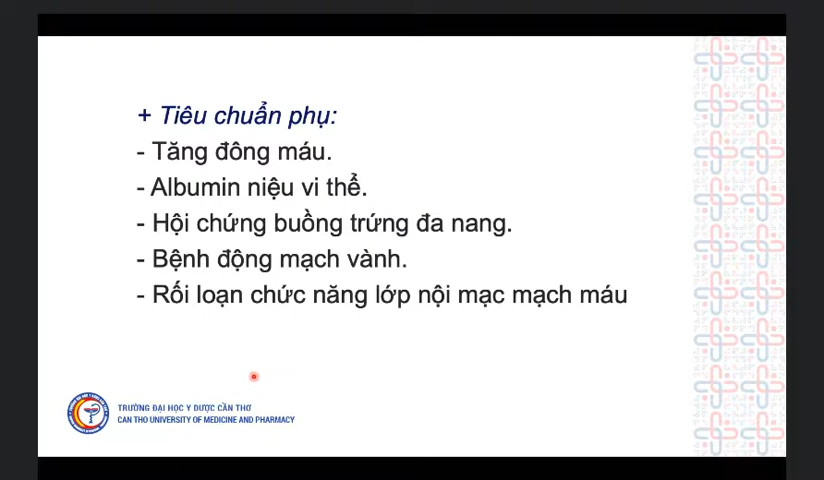 + Tiêu chuẩn phụ:
- Tăng đông máu.
- Albumin niệu vi thể.
- Hội chứng buồng trứng đa nang.
- Bệnh động mạch vành.
- Rối loạn chức năng lớp nội mạc mạch máu
TRƯỜNG ĐẠI HỌC Y DƯỢC CẦN THƠ
CAN THO UNIVERSITY OF MEDICINE AND PHARMACY